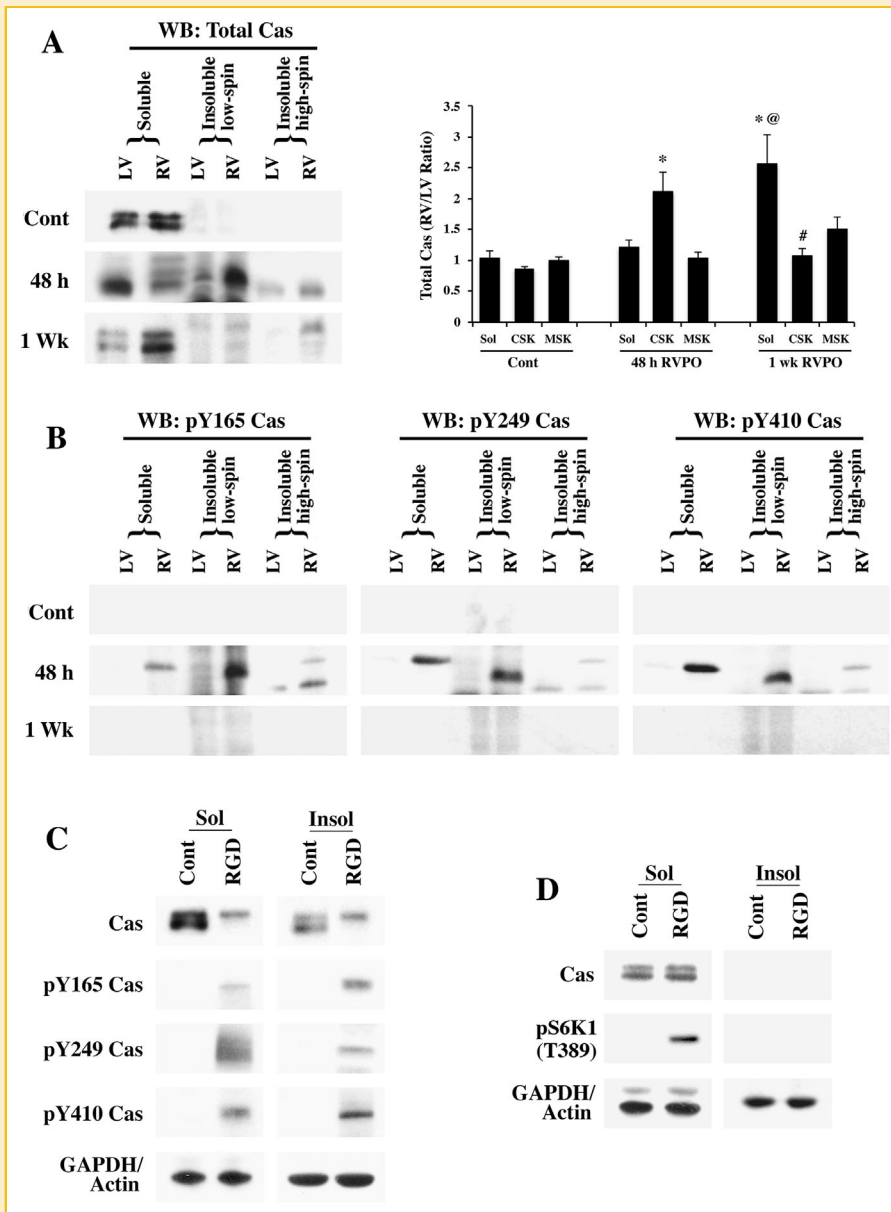 A
WB: Total Cas
Soluble
Insoluble
low-spin
Insoluble
high-spin
LV RV LV RV LV RV
Cont
48 h
1 Wk
Total Cas (RV/LV Ratio)
3.5
3
2.5
2
1.5
1
0.5
0
*
* @
#
Sol CSK MSK Sol CSK MSK Sol CSK MSK
Cont 48 h RVPO 1 wk RVPO
B
WB: pY165 Cas WB: pY249 Cas WB: pY410 Cas
Soluble
Insoluble
low-spin
Insoluble
high-spin
Soluble
Insoluble
low-spin
Insoluble
high-spin
Soluble
Insoluble
low-spin
Insoluble
high-spin
LV RV LV RV LV RV LV RV LV RV LV RV LV RV LV RV LV RV
Cont
48 h
1 Wk
C
Sol Insol
Cont RGD Cont RGD
Cas
pY165 Cas
pY249 Cas
pY410 Cas
GAPDH/
Actin
D
Sol Insol
Cont RGD Cont RGD
Cas
pS6K1
(T389)
GAPDH/
Actin